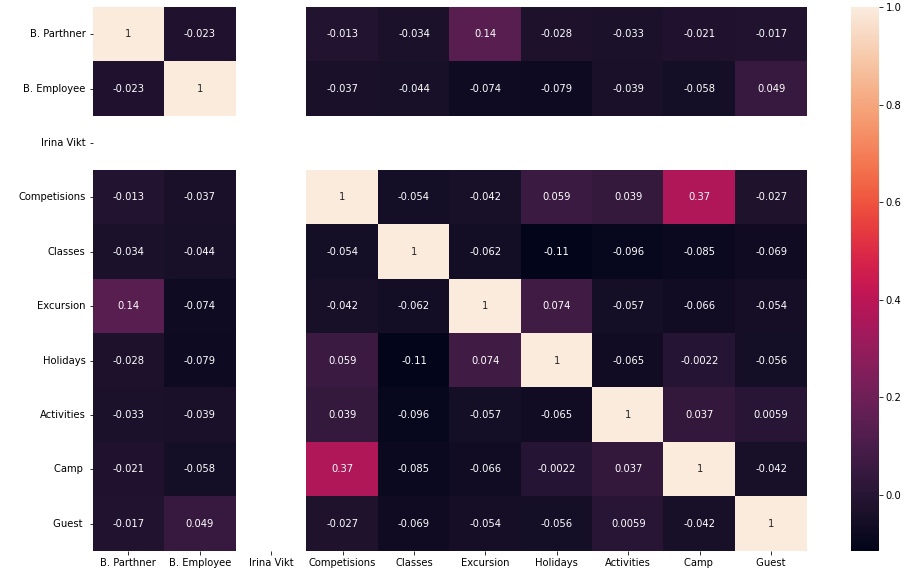 B. Parthner 1 -0.023 -0.013 -0.034 0.14 -0.028 -0.033 -0.021 -0.017
B. Employee -0.023 1 -0.037 -0.044 -0.074 -0.079 -0.039 -0.058 0.049
Irina Vikt
Competisions -0.013 -0.037 1 -0.054 -0.042 0.059 0.039 0.37 -0.027
Classes -0.034 -0.044 -0.054 1 -0.062 -0.11 -0.096 -0.085 -0.069
Excursion 0.14 -0.074 -0.042 -0.062 1 0.074 -0.057 -0.066 -0.054
Holidays -0.028 -0.079 0.059 -0.11 0.074 1 -0.065 -0.0022 -0.056
Activities -0.033 -0.039 0.039 -0.096 -0.057 -0.065 1 0.037 0.0059
Camp -0.021 -0.058 0.37 -0.085 -0.066 -0.0022 0.037 1 -0.042
Guest -0.017 0.049 -0.027 -0.069 -0.054 -0.056 0.0059 -0.042 1
B. Parthner B. Employee Irina Vikt Competisions Classes Excursion Holidays Activities Camp Guest
1.0
0.8
0.6
0.4
0.2
0.0